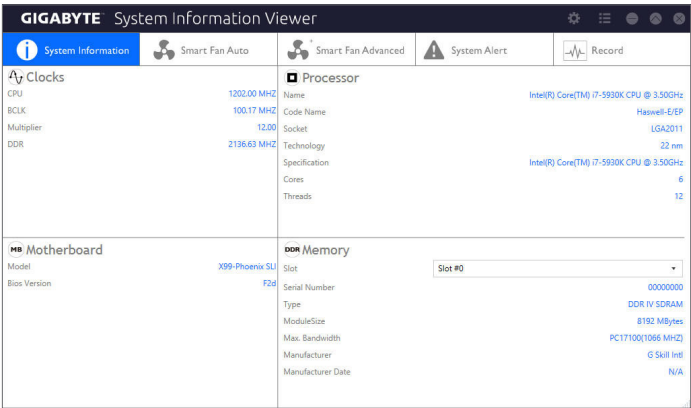 GIGABYTE™ System Information Viewer
System Information
Smart Fan Auto
Smart Fan Advanced
System Alert
Record
Clocks
CPU 1202.00 MHZ
BCLK 100.17 MHZ
Multiplier 12.00
DDR 2136.63 MHZ
Processor
Name Intel(R) Core(TM) i7-5930K CPU @ 3.50GHz
Code Name Haswell-E/EP
Socket LGA2011
Technology 22 nm
Specification Intel(R) Core(TM) i7-5930K CPU @ 3.50GHz
Cores 6
Threads 12
MB Motherboard
Model X99-Phoenix SLI
Bios Version F2d
DDR Memory
Slot Slot #0
Serial Number 00000000
Type DDR IV SDRAM
ModuleSize 8192 MBytes
Max. Bandwidth PC17100(1066 MHZ)
Manufacturer G Skill Intl
Manufacturer Date N/A